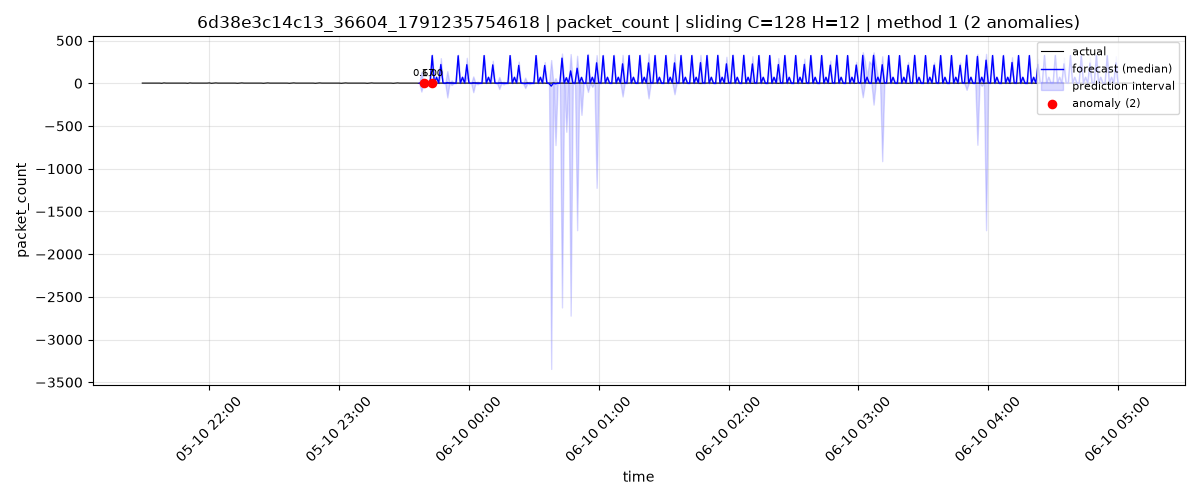 6d38e3c14c13_36604_1791235754618 | packet_count | sliding C=128 H=12 | method 1 (2 anomalies)
packet_count
500
0
−500
−1000
−1500
−2000
−2500
−3000
−3500
actual
forecast (median)
prediction interval
anomaly (2)
05-10 22:00
05-10 23:00
06-10 00:00
06-10 01:00
06-10 02:00
06-10 03:00
06-10 04:00
06-10 05:00
time